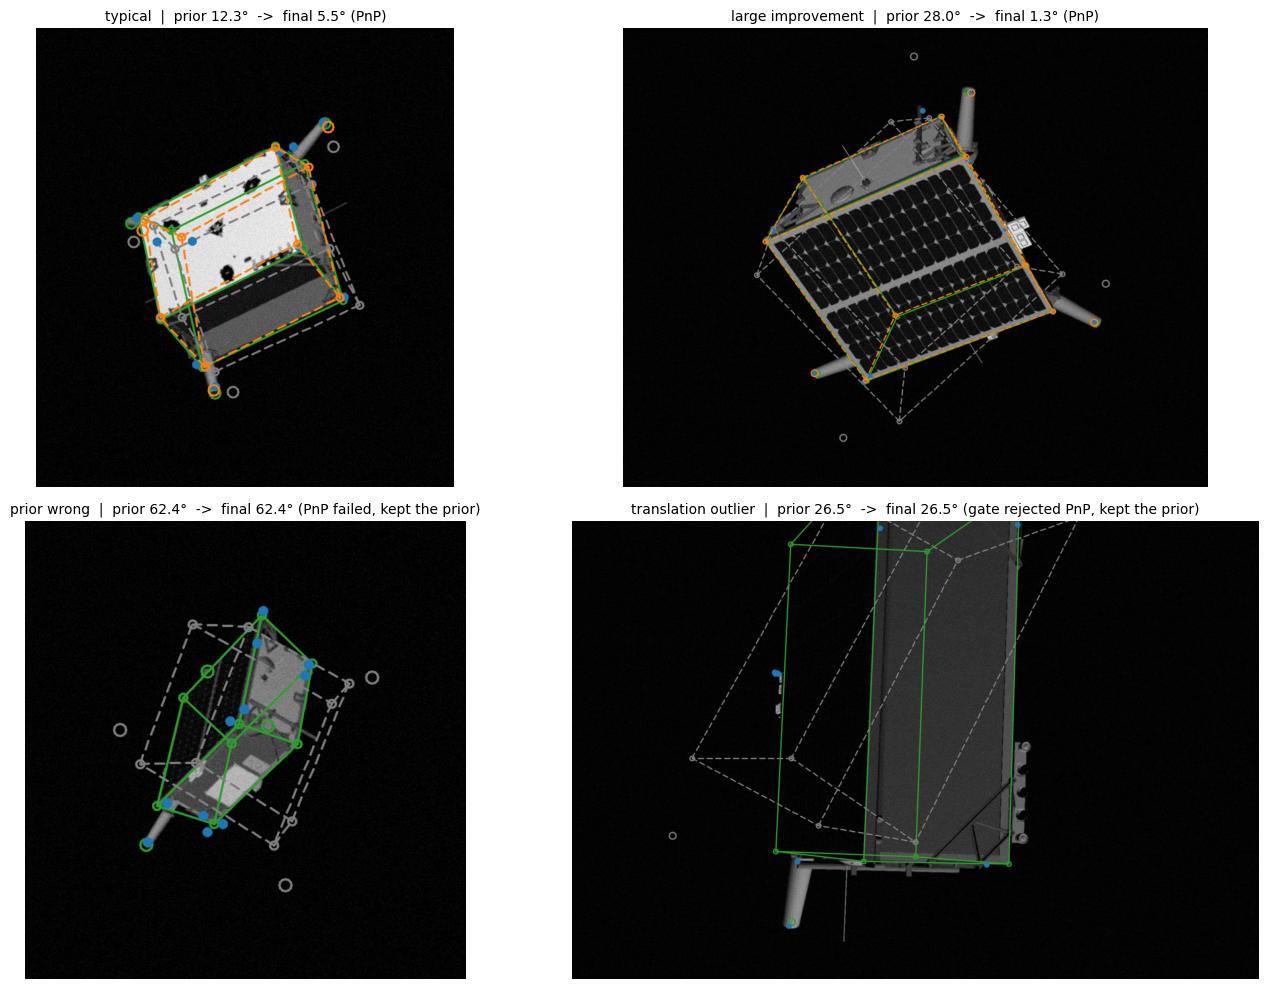 typical | prior 12.3° -> final 5.5° (PnP)
large improvement | prior 28.0° -> final 1.3° (PnP)
prior wrong | prior 62.4° -> final 62.4° (PnP failed, kept the prior)
translation outlier | prior 26.5° -> final 26.5° (gate rejected PnP, kept the prior)